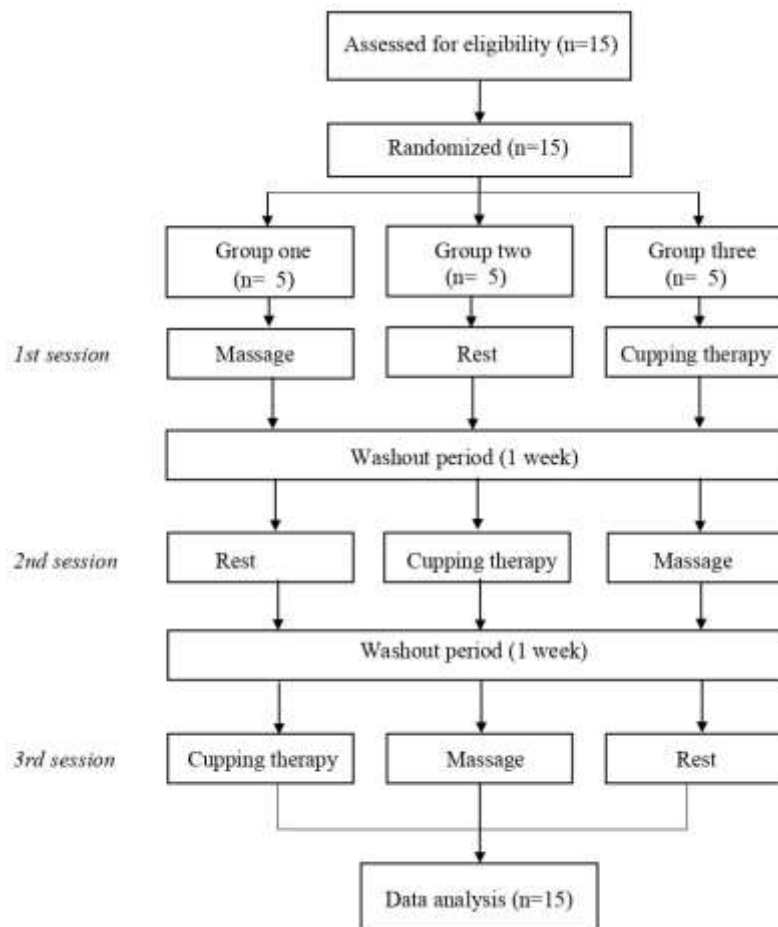 Assessed for eligibility (n=15)
Randomized (n=15)
Group one
(n= 5)
Group two
(n= 5)
Group three
(n= 5)
1st session
Massage
Rest
Cupping therapy
Washout period (1 week)
2nd session
Rest
Cupping therapy
Massage
Washout period (1 week)
3rd session
Cupping therapy
Massage
Rest
Data analysis (n=15)